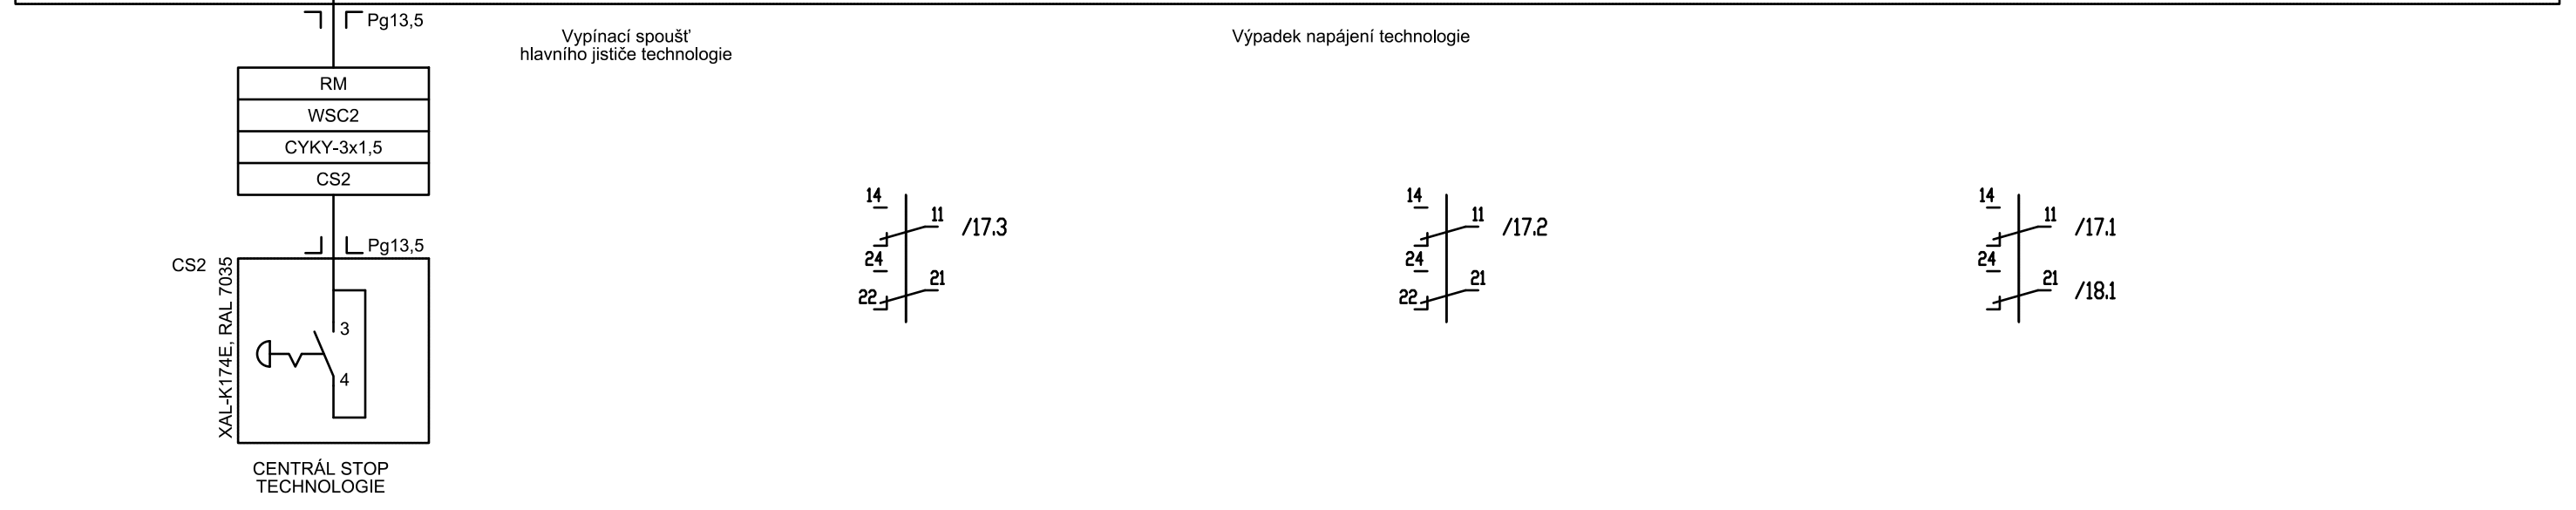 Pg13,5
Vypínací spoušť
hlavního jističe technologie
Výpadek napájení technologie
RM
WSC2
CYKY-3x1,5
CS2
Pg13,5
CS2
XAL-K174E, RAL 7035
3
4
CENTRÁL STOP
TECHNOLOGIE
14
11 /17.3
24
21
22
14
11 /17.2
24
21
22
14
11 /17.1
24
21 /18.1